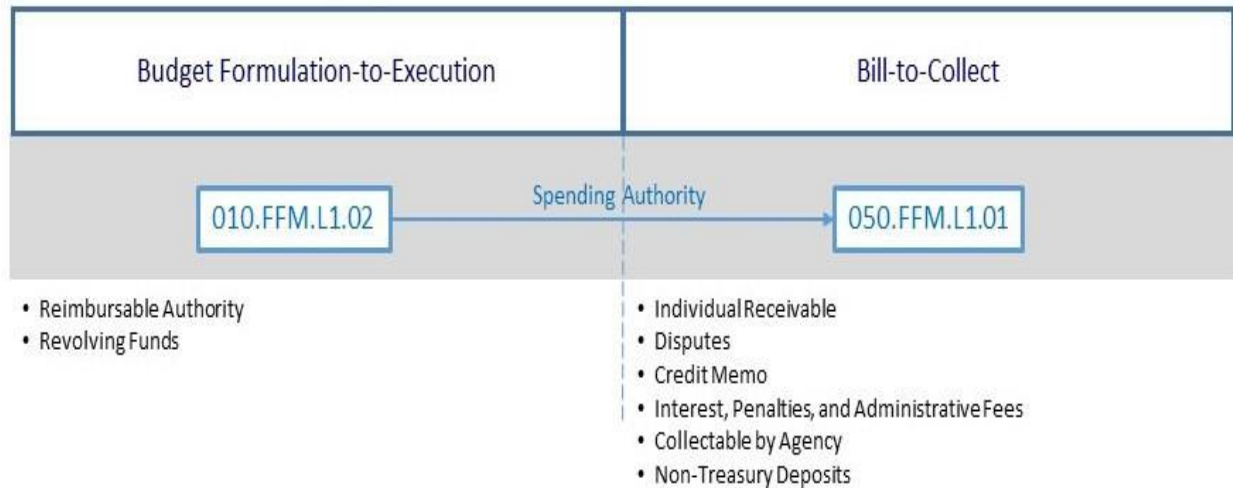 Budget Formulation-to-Execution
Bill-to-Collect
Spending Authority
010.FFM.L1.02
050.FFM.L1.01
• Reimbursable Authority
• Revolving Funds
• Individual Receivable
• Disputes
• Credit Memo
• Interest, Penalties, and Administrative Fees
• Collectable by Agency
• Non-Treasury Deposits